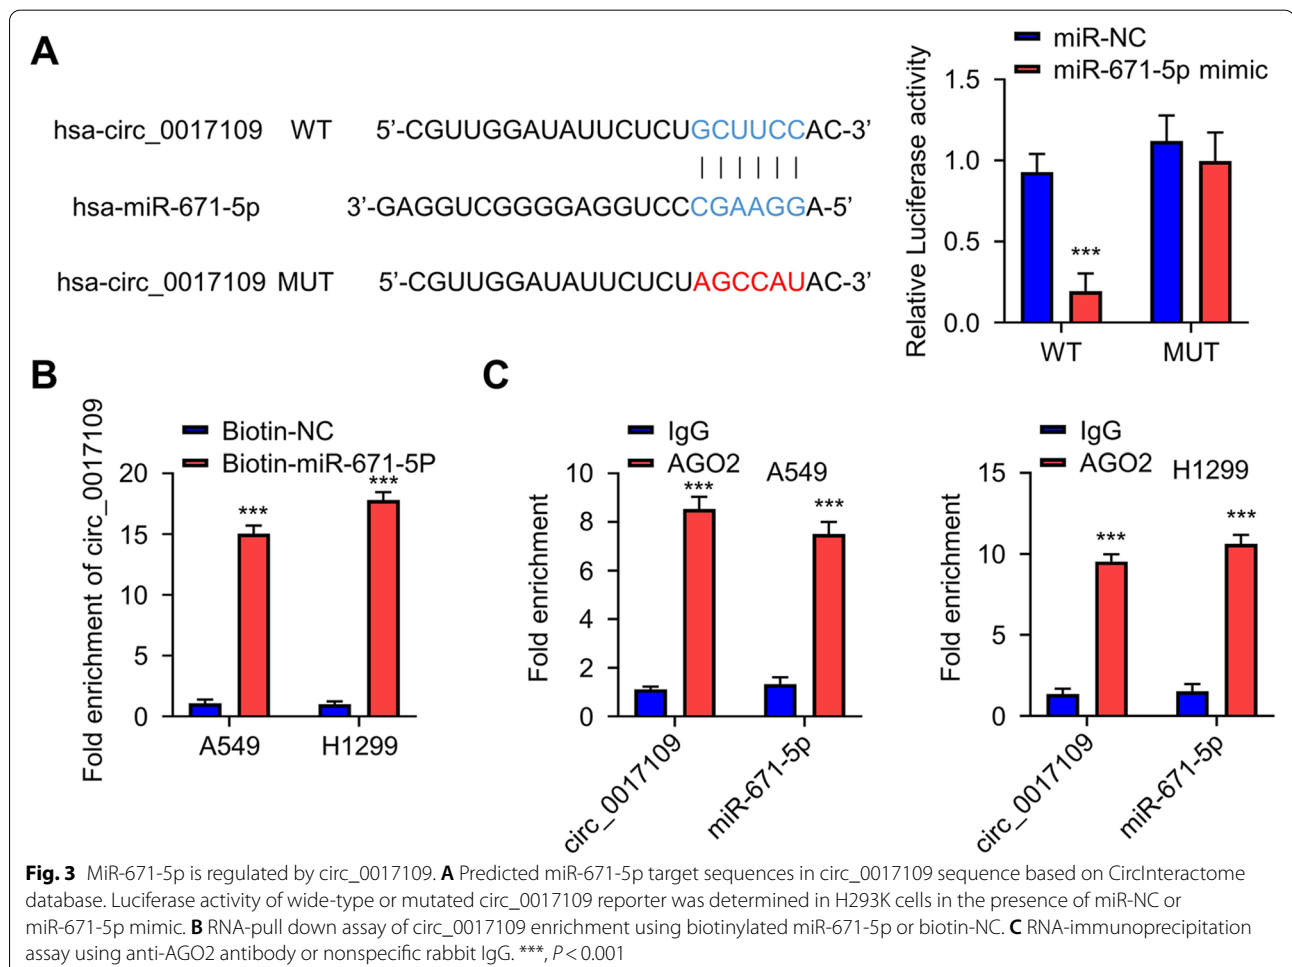 A
hsa-circ_0017109 WT 5'-CGUUGGAUAUUCUCUGCUUCCAC-3'
hsa-miR-671-5p 3'-GAGGUCGGGGAGGUCCCGAAGGA-5'
hsa-circ_0017109 MUT 5'-CGUUGGAUAUUCUCUAGCCAUAC-3'
miR-NC
miR-671-5p mimic
Relative Luciferase activity
1.5
1.0
0.5
0.0
***
WT MUT
B
Biotin-NC
Biotin-miR-671-5P
Fold enrichment of circ_0017109
20
15
10
5
0
*** ***
A549 H1299
C
IgG
AGO2
A549
Fold enrichment
10
8
6
4
2
0
*** ***
circ_0017109 miR-671-5p
IgG
AGO2
H1299
Fold enrichment
15
10
5
0
*** ***
circ_0017109 miR-671-5p
Fig. 3 MiR-671-5p is regulated by circ_0017109. A Predicted miR-671-5p target sequences in circ_0017109 sequence based on CircInteractome
database. Luciferase activity of wide-type or mutated circ_0017109 reporter was determined in H293K cells in the presence of miR-NC or
miR-671-5p mimic. B RNA-pull down assay of circ_0017109 enrichment using biotinylated miR-671-5p or biotin-NC. C RNA-immunoprecipitation
assay using anti-AGO2 antibody or nonspecific rabbit IgG. ***, P < 0.001